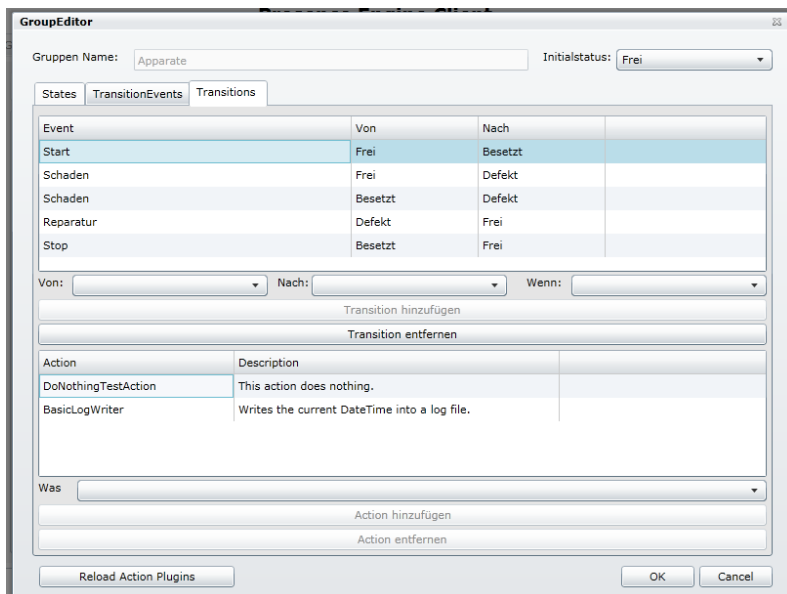 Presence Engine Client
GroupEditor
Gruppen Name: Apparate Initialstatus: Frei
States TransitionEvents Transitions
Event Von Nach
Start Frei Besetzt
Schaden Frei Defekt
Schaden Besetzt Defekt
Reparatur Defekt Frei
Stop Besetzt Frei
Von: Nach: Wenn:
Transition hinzufügen
Transition entfernen
Action Description
DoNothingTestAction This action does nothing.
BasicLogWriter Writes the current DateTime into a log file.
Was
Action hinzufügen
Action entfernen
Reload Action Plugins OK Cancel